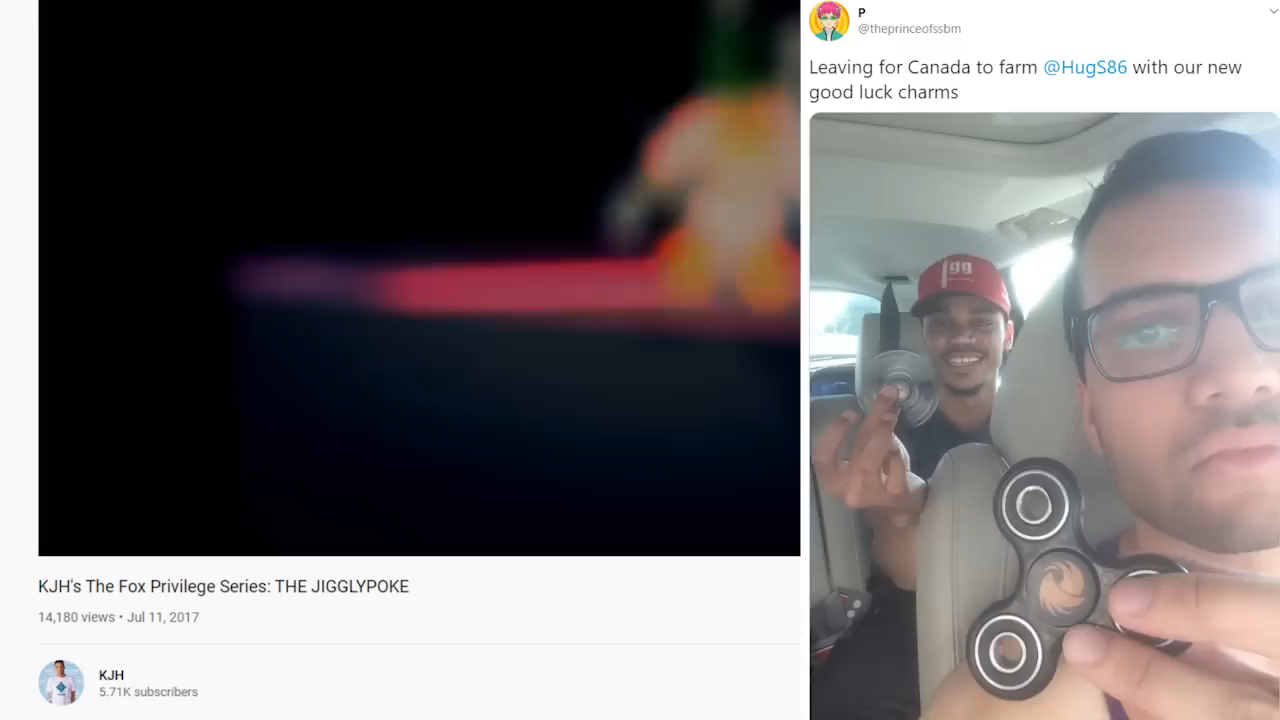 KJH's The Fox Privilege Series: THE JIGGLYPOKE
14,180 views • Jul 11, 2017
KJH
5.71K subscribers
P
@theprinceofssbm
Leaving for Canada to farm @HugS86 with our new
good luck charms
gg